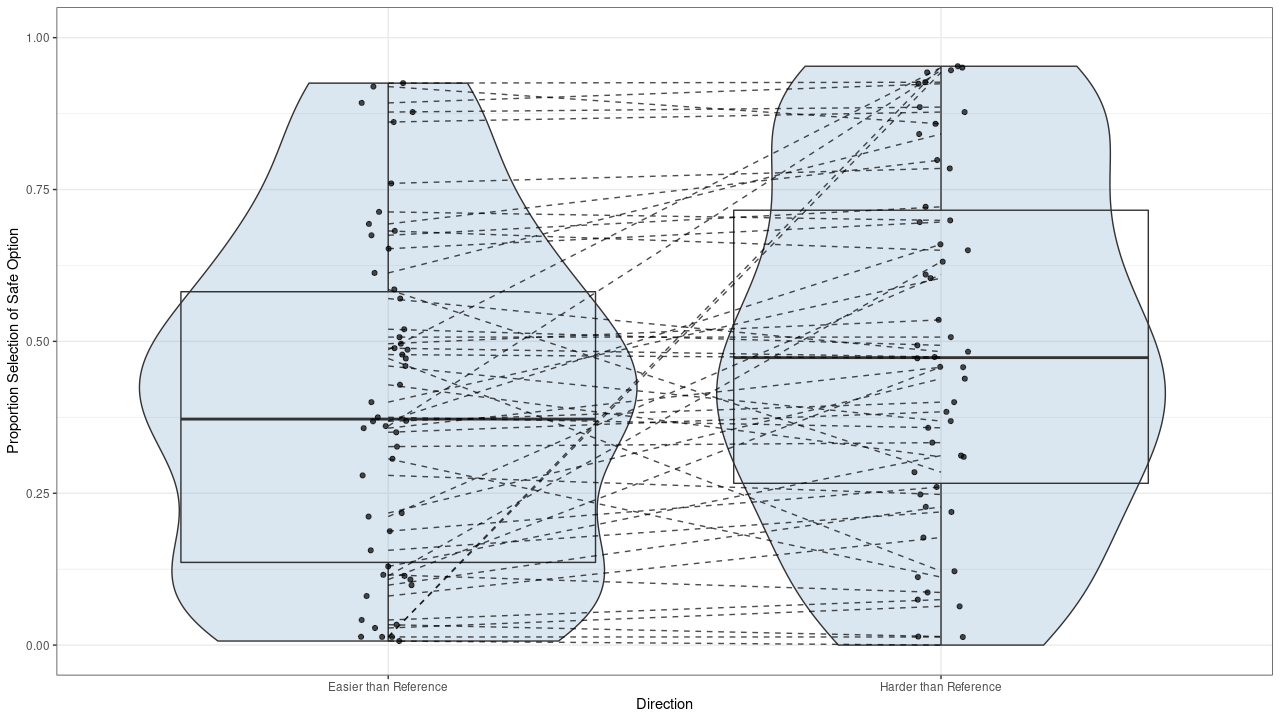 1.00
0.75
0.50
0.25
0.00
Proportion Selection of Safe Option
Easier than Reference
Harder than Reference
Direction